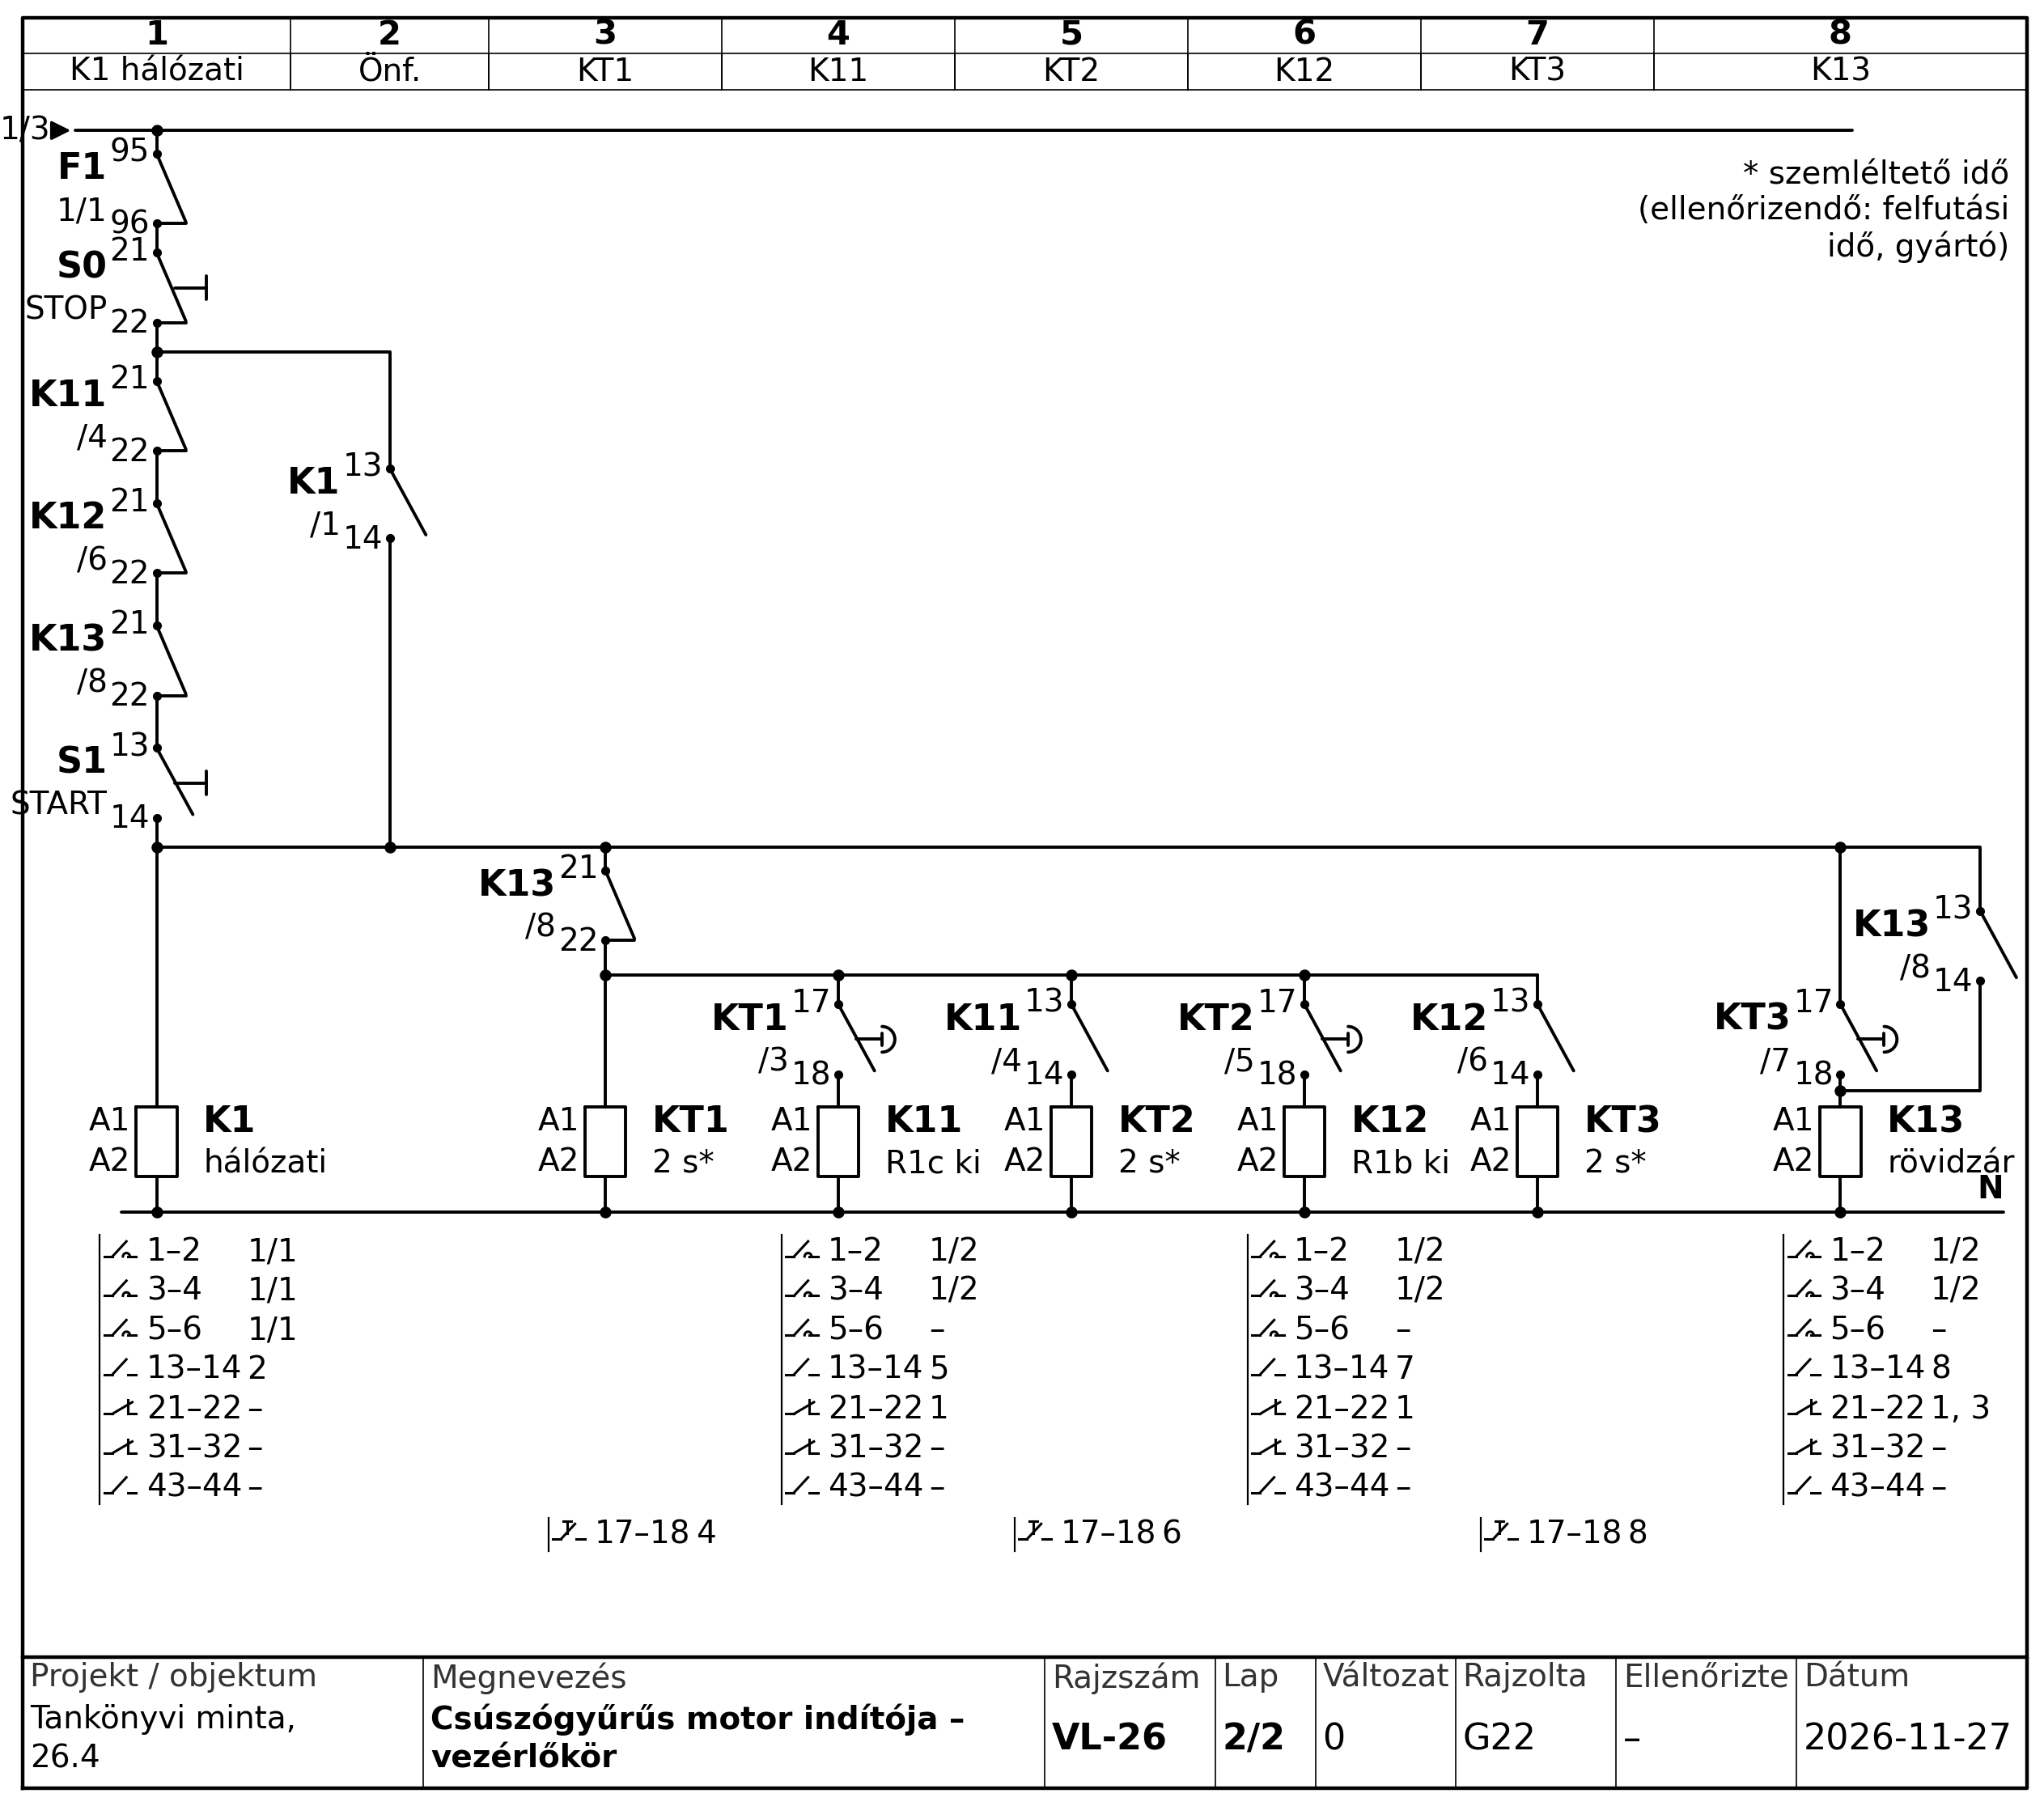 1 2 3 4 5 6 7 8
K1 hálózati Önf. KT1 K11 KT2 K12 KT3 K13
1/3
* szemléltető idő
(ellenőrizendő: felfutási
idő, gyártó)
95
F1
1/1
96
21
S0
STOP
22
21
K11
/4
22
21
K12
/6
22
21
K13
/8
22
13
S1
START
14
13
K1
/1
14
21
K13
/8
22
17
KT1
/3
18
13
K11
/4
14
17
KT2
/5
18
13
K12
/6
14
17
KT3
/7
18
13
K13
/8
14
A1 K1 A1 KT1 A1 K11 A1 KT2 A1 K12 A1 KT3 A1 K13
A2 hálózati A2 2 s* A2 R1c ki A2 2 s* A2 R1b ki A2 2 s* A2 rövidzár
N
1–2 1/1 1–2 1/2 1–2 1/2 1–2 1/2
3–4 1/1 3–4 1/2 3–4 1/2 3–4 1/2
5–6 1/1 5–6 – 5–6 – 5–6 –
13–14 2 13–14 5 13–14 7 13–14 8
21–22 – 21–22 1 21–22 1 21–22 1, 3
31–32 – 31–32 – 31–32 – 31–32 –
43–44 – 43–44 – 43–44 – 43–44 –
17–18 4 17–18 6 17–18 8
Projekt / objektum
Tankönyvi minta,
26.4
Megnevezés
Csúszógyűrűs motor indítója –
vezérlőkör
Rajzszám
VL-26
Lap
2/2
Változat
0
Rajzolta
G22
Ellenőrizte
–
Dátum
2026-11-27